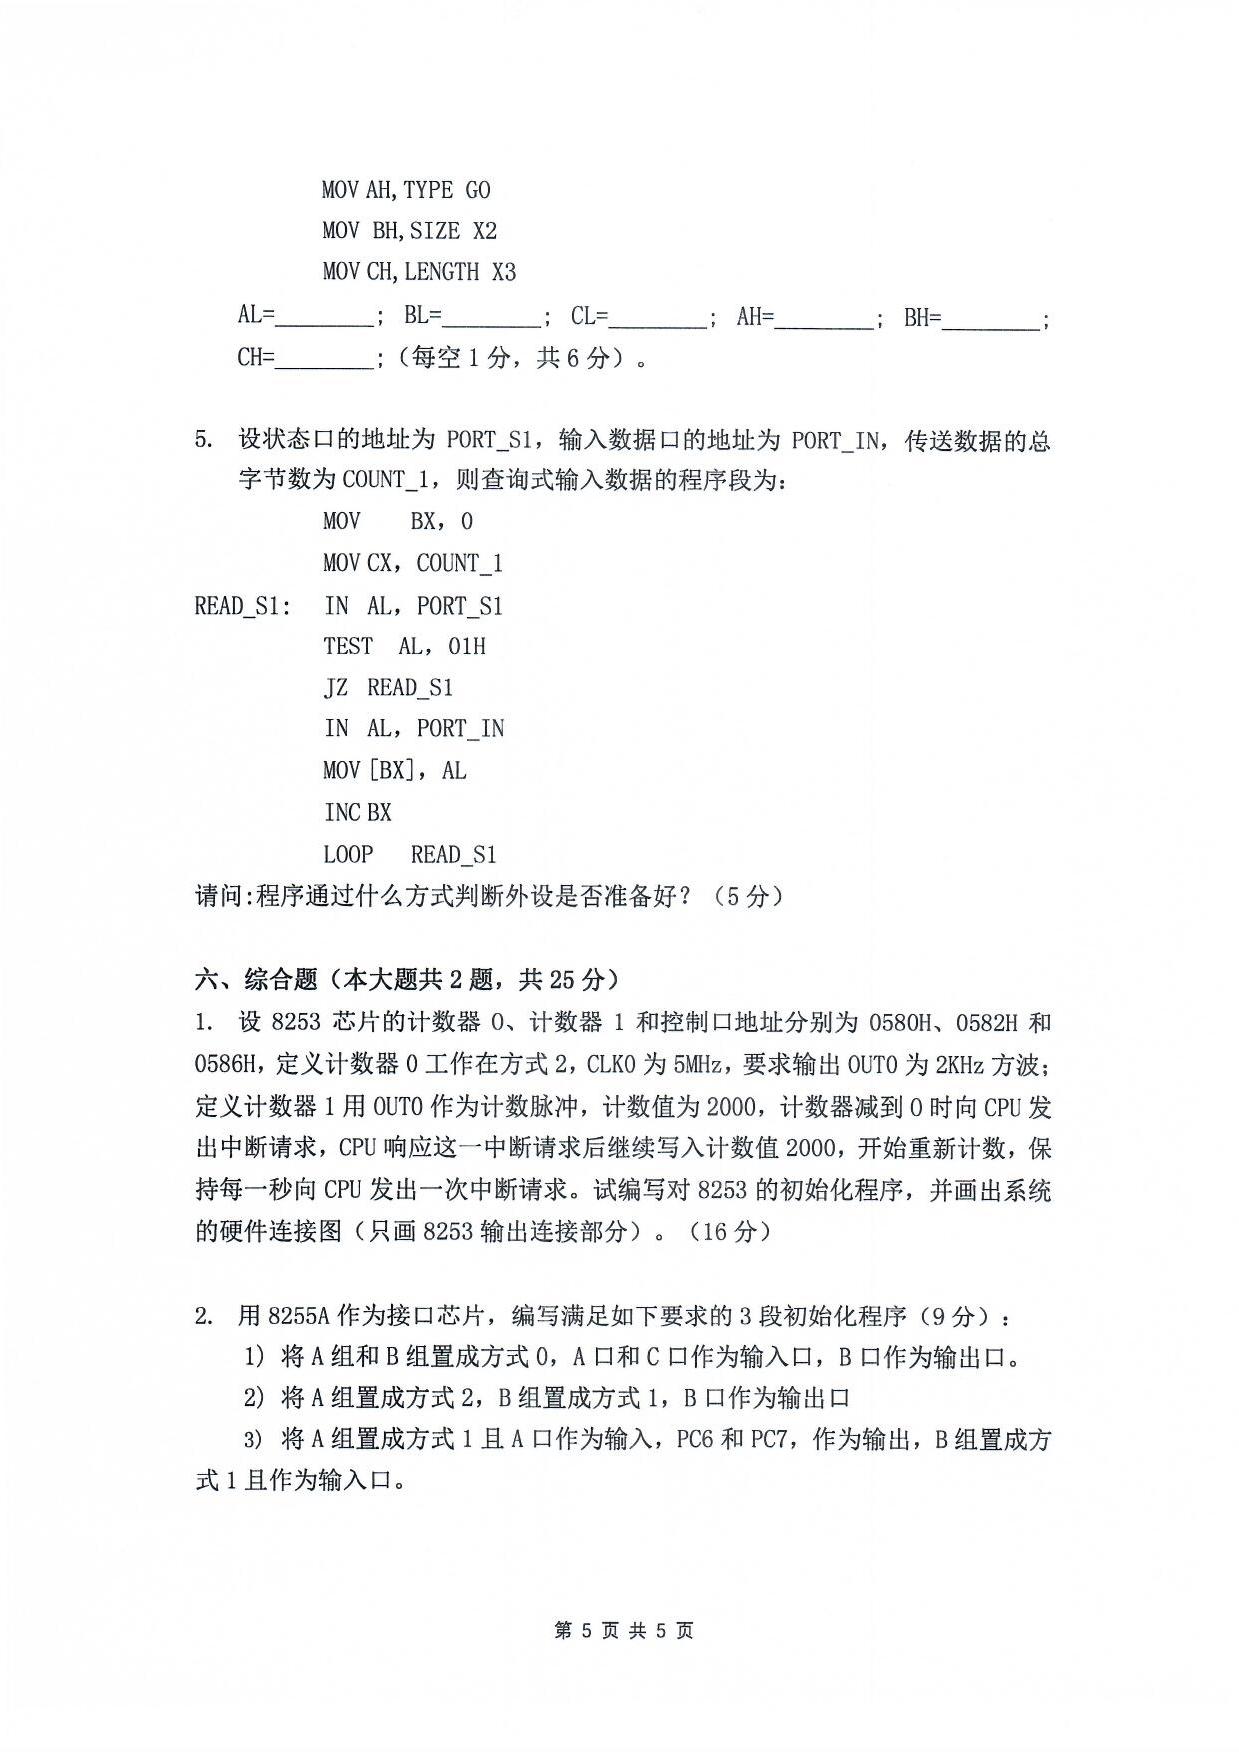 MOV AH, TYPE GO
MOV BH, SIZE X2
MOV CH, LENGTH X3
AL=________; BL=________; CL=________; AH=________; BH=________;
CH=________;（每空 1 分，共 6 分）。
5. 设状态口的地址为 PORT_S1，输入数据口的地址为 PORT_IN，传送数据的总
字节数为 COUNT_1，则查询式输入数据的程序段为：
MOV BX，0
MOV CX，COUNT_1
READ_S1: IN AL，PORT_S1
TEST AL，01H
JZ READ_S1
IN AL，PORT_IN
MOV [BX]，AL
INC BX
LOOP READ_S1
请问:程序通过什么方式判断外设是否准备好？（5 分）
六、综合题（本大题共 2 题，共 25 分）
1. 设 8253 芯片的计数器 0、计数器 1 和控制口地址分别为 0580H、0582H 和
0586H，定义计数器 0 工作在方式 2，CLK0 为 5MHz，要求输出 OUT0 为 2KHz 方波；
定义计数器 1 用 OUT0 作为计数脉冲，计数值为 2000，计数器减到 0 时向 CPU 发
出中断请求，CPU 响应这一中断请求后继续写入计数值 2000，开始重新计数，保
持每一秒向 CPU 发出一次中断请求。试编写对 8253 的初始化程序，并画出系统
的硬件连接图（只画 8253 输出连接部分）。（16 分）
2. 用 8255A 作为接口芯片，编写满足如下要求的 3 段初始化程序（9 分）：
1) 将 A 组和 B 组置成方式 0，A 口和 C 口作为输入口，B 口作为输出口。
2) 将 A 组置成方式 2，B 组置成方式 1，B 口作为输出口
3) 将 A 组置成方式 1 且 A 口作为输入，PC6 和 PC7，作为输出，B 组置成方
式 1 且作为输入口。
第 5 页 共 5 页